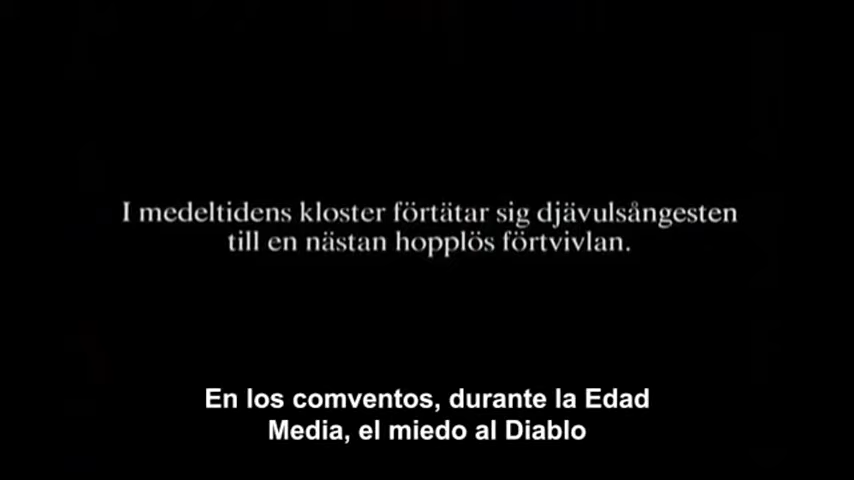 I medeltidens kloster förtätar sig djävulsångesten
till en nästan hopplös förtvivlan.
En los comventos, durante la Edad
Media, el miedo al Diablo